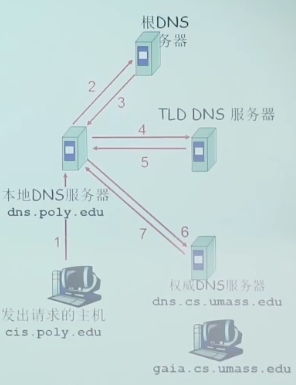 根DNS
服务器
2
3
TLD DNS 服务器
4
5
本地DNS服务器
dns.poly.edu
1
7
6
权威DNS服务器
dns.cs.umass.edu
发出请求的主机
cis.poly.edu
gaia.cs.umass.edu